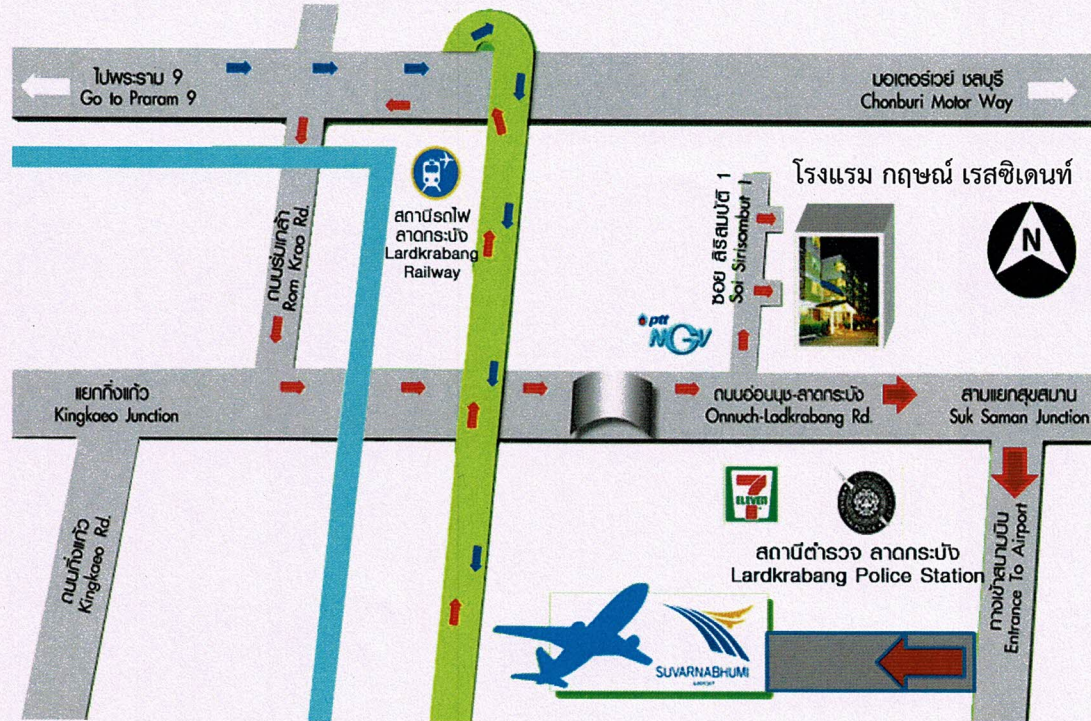 ไปพระราม 9
Go to Praram 9
มอเตอร์เวย์ ชลบุรี
Chonburi Motor Way
โรงแรม กฤษณ์ เรสซิเดนท์
N
สถานีรถไฟ
ลาดกระบัง
Lardkrabang
Railway
ถนนร่มเกล้า
Rom Krao Rd.
ซอย สิริสมบัติ 1
Soi Sirisombut 1
ptt
NGV
แยกกิ่งแก้ว
Kingkaeo Junction
ถนนอ่อนนุช-ลาดกระบัง
Onnuch-Ladkrabang Rd.
สามแยกสุขสมาน
Suk Saman Junction
ถนนกิ่งแก้ว
Kingkaeo Rd.
7
ELEVEn
สถานีตำรวจ ลาดกระบัง
Lardkrabang Police Station
ทางเข้าสนามบิน
Entrance To Airport
SUVARNABHUMI
AIRPORT